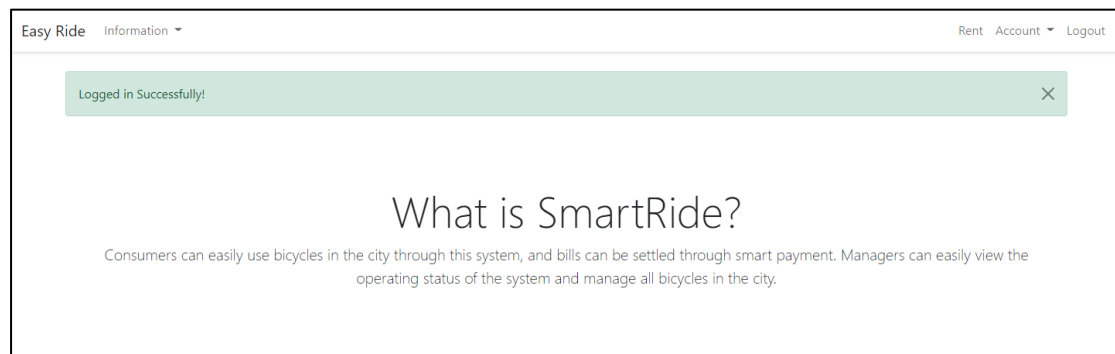 Easy Ride Information Rent Account Logout
Logged in Successfully!
What is SmartRide?
Consumers can easily use bicycles in the city through this system, and bills can be settled through smart payment. Managers can easily view the
operating status of the system and manage all bicycles in the city.